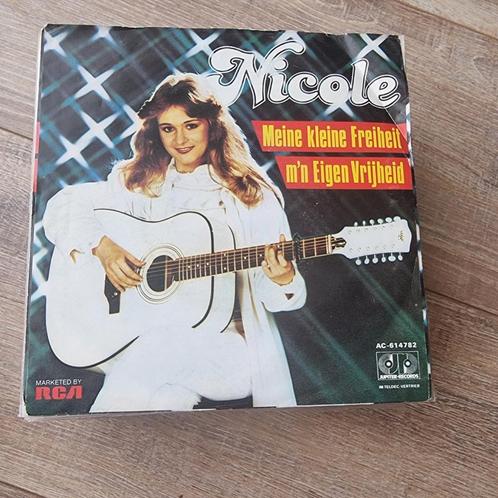 Nicole
Meine kleine Freiheit
m'n Eigen Vrijheid
AC-614782
MARKETED BY
RCA
JUPITER-RECORDS
IM TELDEC-VERTRIEB